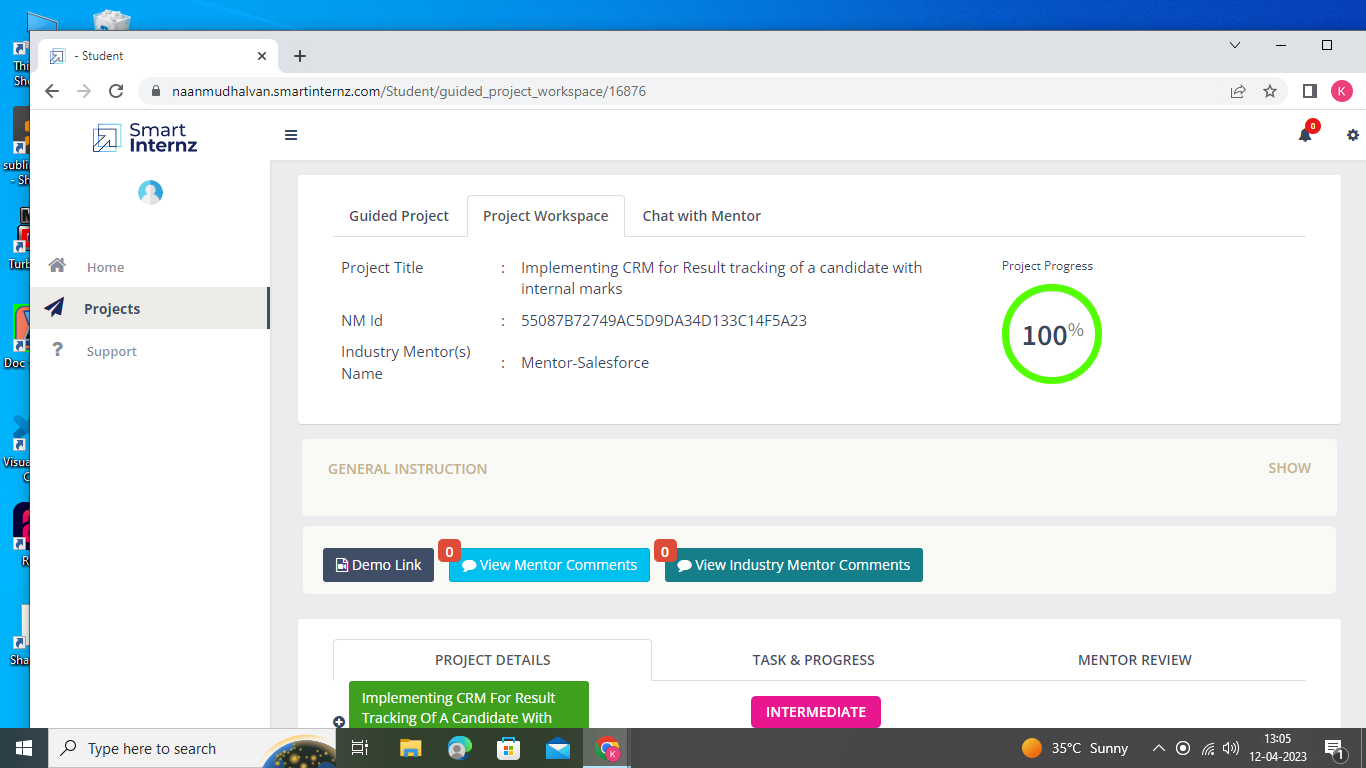 - Student
naanmudhalvan.smartinternz.com/Student/guided_project_workspace/16876
K
Smart
Internz
0
Home
Projects
Support
Guided Project
Project Workspace
Chat with Mentor
Project Title : Implementing CRM for Result tracking of a candidate with
internal marks
NM Id : 55087B72749AC5D9DA34D133C14F5A23
Industry Mentor(s)
Name : Mentor-Salesforce
Project Progress
100%
GENERAL INSTRUCTION
SHOW
Demo Link
0
View Mentor Comments
0
View Industry Mentor Comments
PROJECT DETAILS
TASK & PROGRESS
MENTOR REVIEW
Implementing CRM For Result
Tracking Of A Candidate With
INTERMEDIATE
Type here to search
K
35°C Sunny
13:05
12-04-2023
1